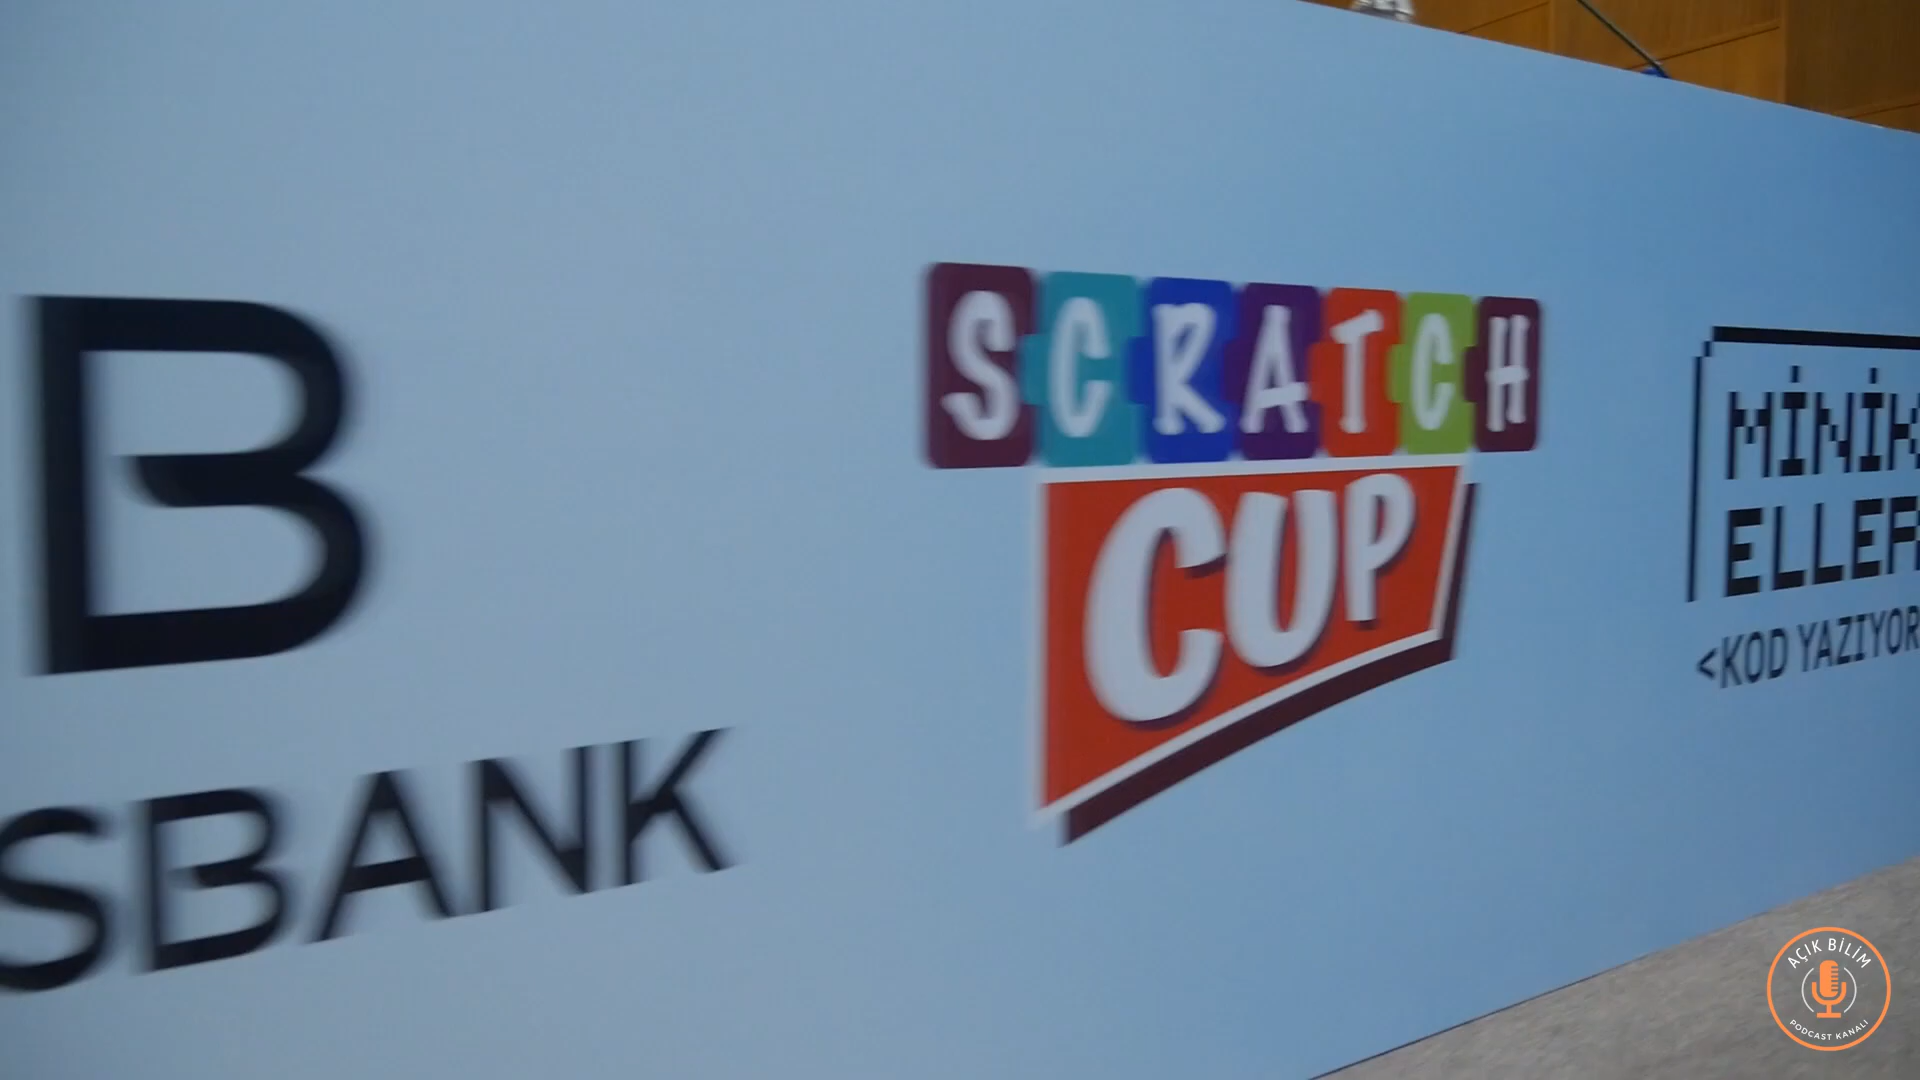 B
SBANK
SCRATCH
CUP
MİNİK
ELLER
<KOD YAZIYOR
AÇIK BİLİM
PODCAST KANALI